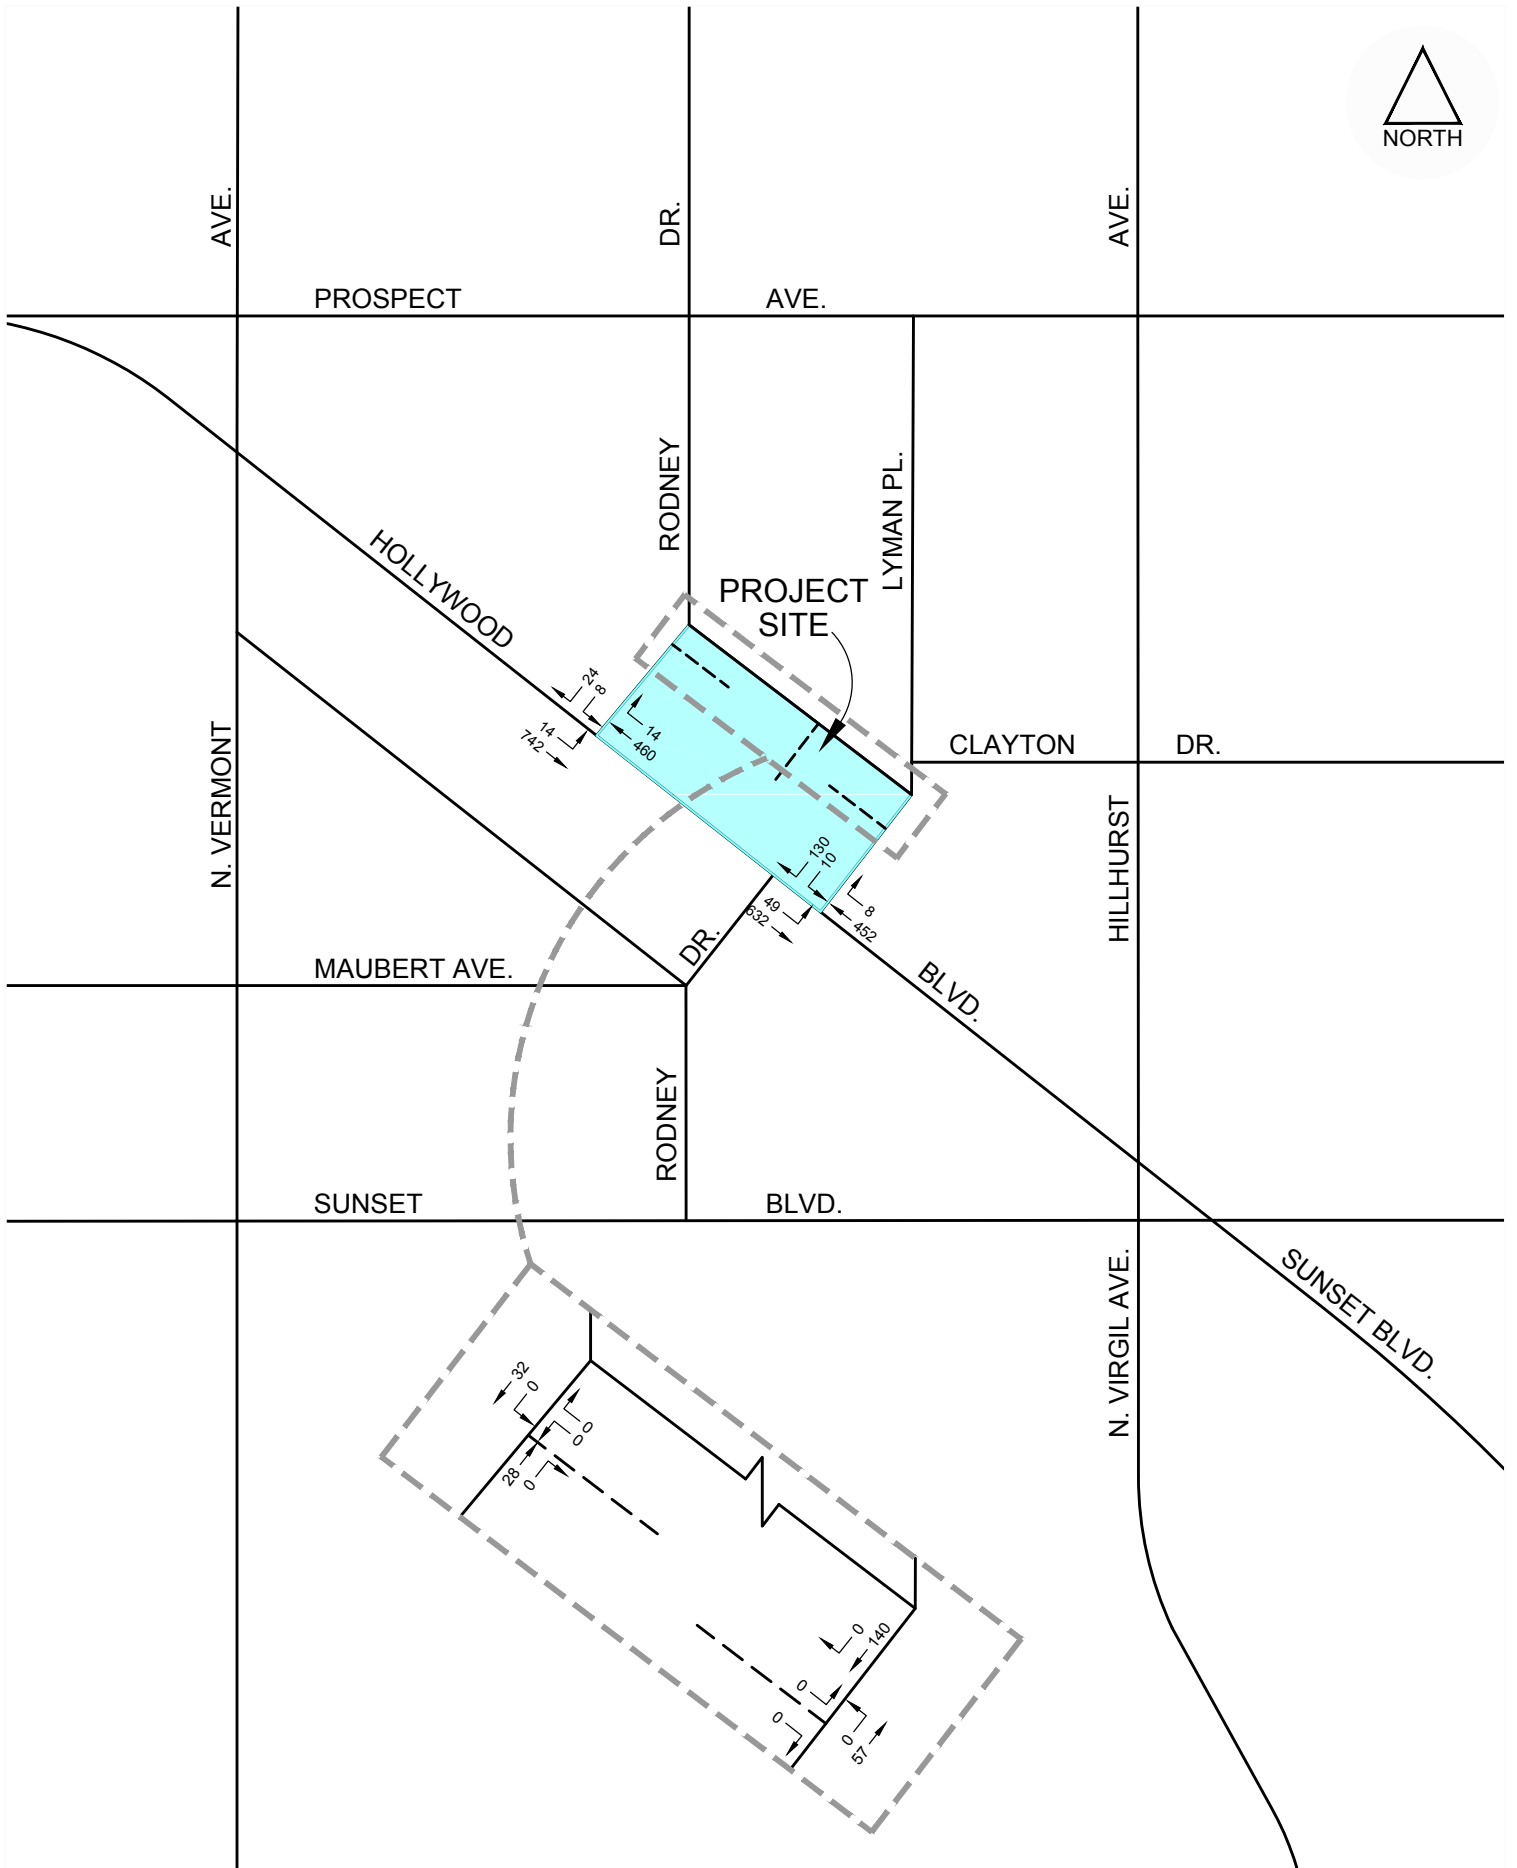 NORTH
AVE.
DR.
AVE.
PROSPECT
AVE.
RODNEY
LYMAN PL.
HOLLYWOOD
PROJECT
SITE
24
8
14
742
14
460
CLAYTON
DR.
N. VERMONT
HILLHURST
130
10
49
632
8
452
DR.
MAUBERT AVE.
BLVD.
RODNEY
SUNSET
BLVD.
SUNSET BLVD.
N. VIRGIL AVE.
32
0
0
0
28
0
0
140
0
0
0
57